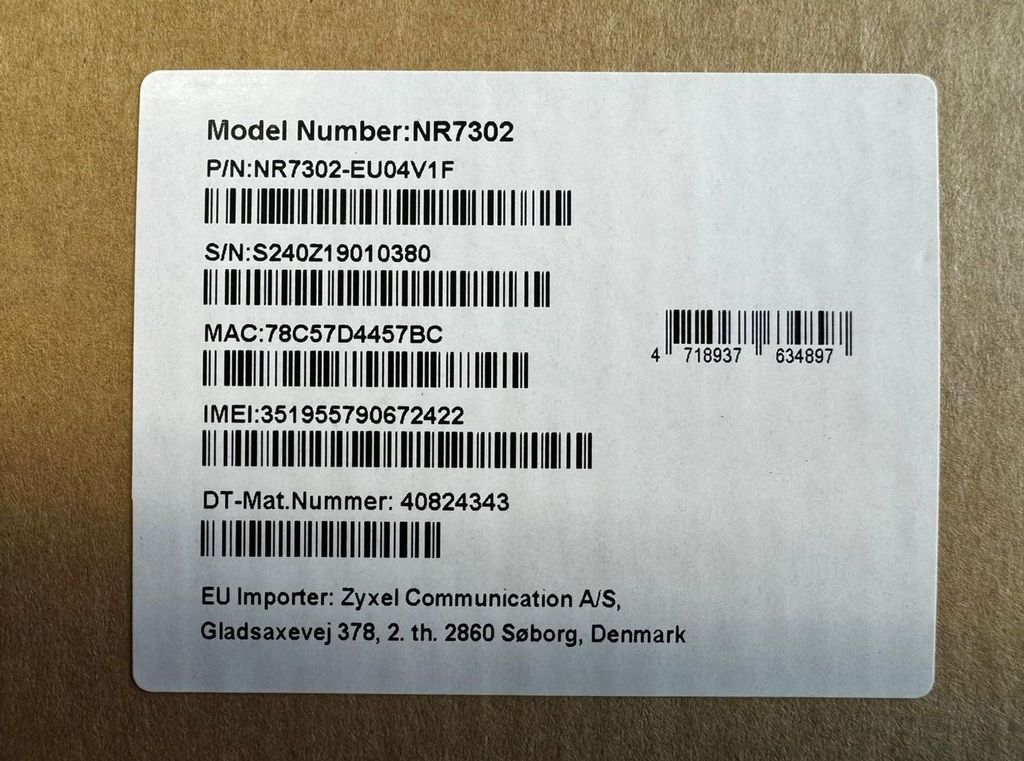 Model Number:NR7302
P/N:NR7302-EU04V1F
S/N:S240Z19010380
MAC:78C57D4457BC
IMEI:351955790672422
DT-Mat.Nummer: 40824343
EU Importer: Zyxel Communication A/S,
Gladsaxevej 378, 2. th. 2860 Søborg, Denmark
4 718937 634897